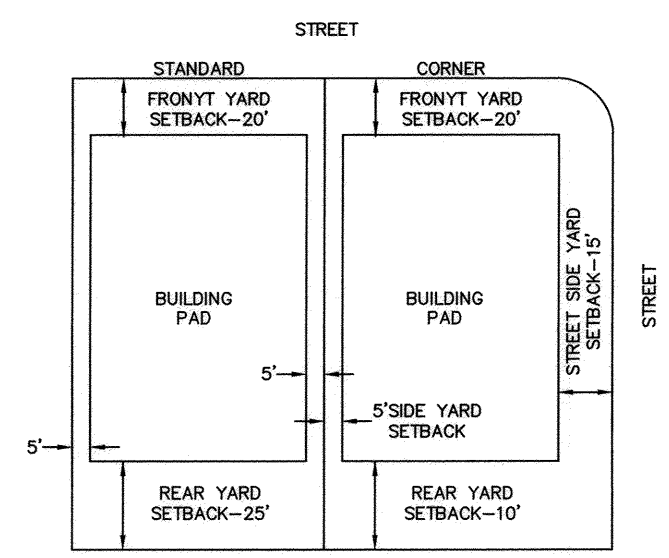 STREET
STANDARD
CORNER
FRONYT YARD
SETBACK-20'
FRONYT YARD
SETBACK-20'
BUILDING
PAD
BUILDING
PAD
STREET SIDE YARD
SETBACK-15'
STREET
5'
5'SIDE YARD
SETBACK
5'
REAR YARD
SETBACK-25'
REAR YARD
SETBACK-10'